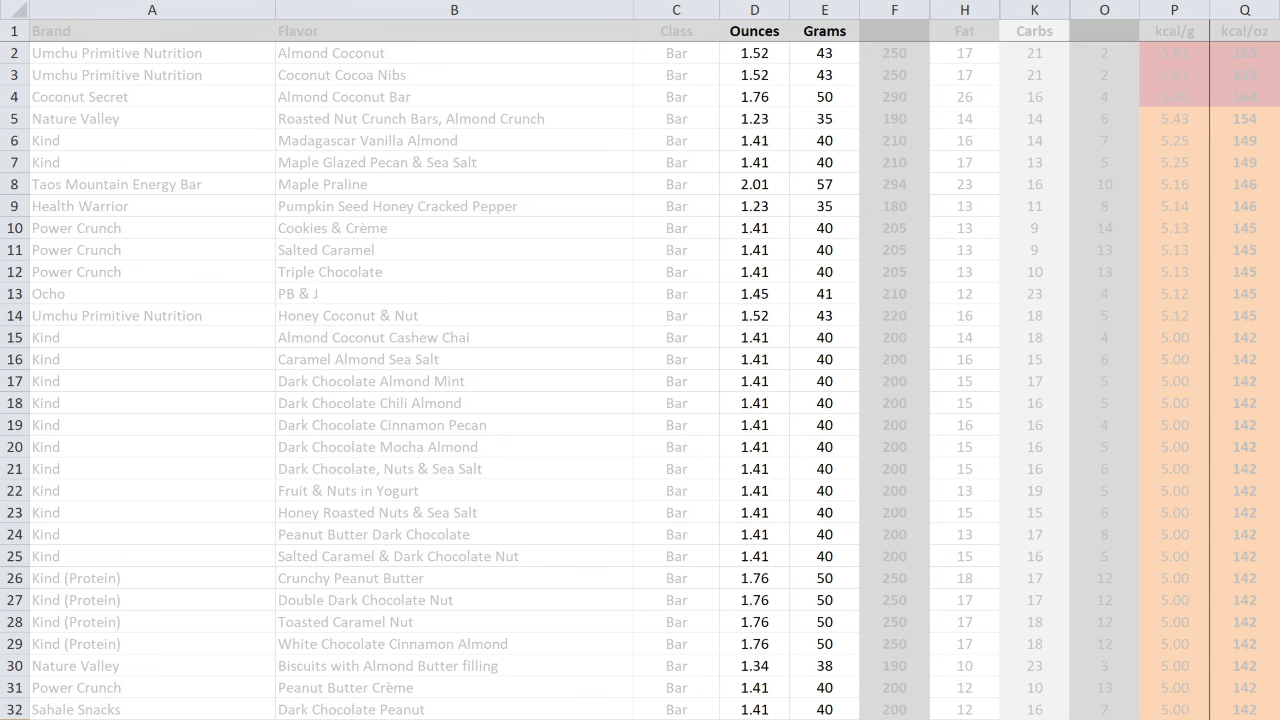 A B C D E F H K O P Q
1 Brand Flavor Class Ounces Grams Fat Carbs kcal/g kcal/oz
2 Umchu Primitive Nutrition Almond Coconut Bar 1.52 43 250 17 21 2 5.81 165
3 Umchu Primitive Nutrition Coconut Cocoa Nibs Bar 1.52 43 250 17 21 2 5.81 165
4 Coconut Secret Almond Coconut Bar Bar 1.76 50 290 26 16 4 5.80 164
5 Nature Valley Roasted Nut Crunch Bars, Almond Crunch Bar 1.23 35 190 14 14 6 5.43 154
6 Kind Madagascar Vanilla Almond Bar 1.41 40 210 16 14 7 5.25 149
7 Kind Maple Glazed Pecan & Sea Salt Bar 1.41 40 210 17 13 5 5.25 149
8 Taos Mountain Energy Bar Maple Praline Bar 2.01 57 294 23 16 10 5.16 146
9 Health Warrior Pumpkin Seed Honey Cracked Pepper Bar 1.23 35 180 13 11 8 5.14 146
10 Power Crunch Cookies & Crème Bar 1.41 40 205 13 9 14 5.13 145
11 Power Crunch Salted Caramel Bar 1.41 40 205 13 9 13 5.13 145
12 Power Crunch Triple Chocolate Bar 1.41 40 205 13 10 13 5.13 145
13 Ocho PB & J Bar 1.45 41 210 12 23 4 5.12 145
14 Umchu Primitive Nutrition Honey Coconut & Nut Bar 1.52 43 220 16 18 5 5.12 145
15 Kind Almond Coconut Cashew Chai Bar 1.41 40 200 14 18 4 5.00 142
16 Kind Caramel Almond Sea Salt Bar 1.41 40 200 16 15 6 5.00 142
17 Kind Dark Chocolate Almond Mint Bar 1.41 40 200 15 17 5 5.00 142
18 Kind Dark Chocolate Chili Almond Bar 1.41 40 200 15 16 5 5.00 142
19 Kind Dark Chocolate Cinnamon Pecan Bar 1.41 40 200 16 16 4 5.00 142
20 Kind Dark Chocolate Mocha Almond Bar 1.41 40 200 15 16 5 5.00 142
21 Kind Dark Chocolate, Nuts & Sea Salt Bar 1.41 40 200 15 16 6 5.00 142
22 Kind Fruit & Nuts in Yogurt Bar 1.41 40 200 13 19 5 5.00 142
23 Kind Honey Roasted Nuts & Sea Salt Bar 1.41 40 200 15 15 6 5.00 142
24 Kind Peanut Butter Dark Chocolate Bar 1.41 40 200 13 17 8 5.00 142
25 Kind Salted Caramel & Dark Chocolate Nut Bar 1.41 40 200 15 16 5 5.00 142
26 Kind (Protein) Crunchy Peanut Butter Bar 1.76 50 250 18 17 12 5.00 142
27 Kind (Protein) Double Dark Chocolate Nut Bar 1.76 50 250 17 17 12 5.00 142
28 Kind (Protein) Toasted Caramel Nut Bar 1.76 50 250 17 18 12 5.00 142
29 Kind (Protein) White Chocolate Cinnamon Almond Bar 1.76 50 250 17 18 12 5.00 142
30 Nature Valley Biscuits with Almond Butter filling Bar 1.34 38 190 10 23 3 5.00 142
31 Power Crunch Peanut Butter Crème Bar 1.41 40 200 12 10 13 5.00 142
32 Sahale Snacks Dark Chocolate Peanut Bar 1.41 40 200 12 16 7 5.00 142